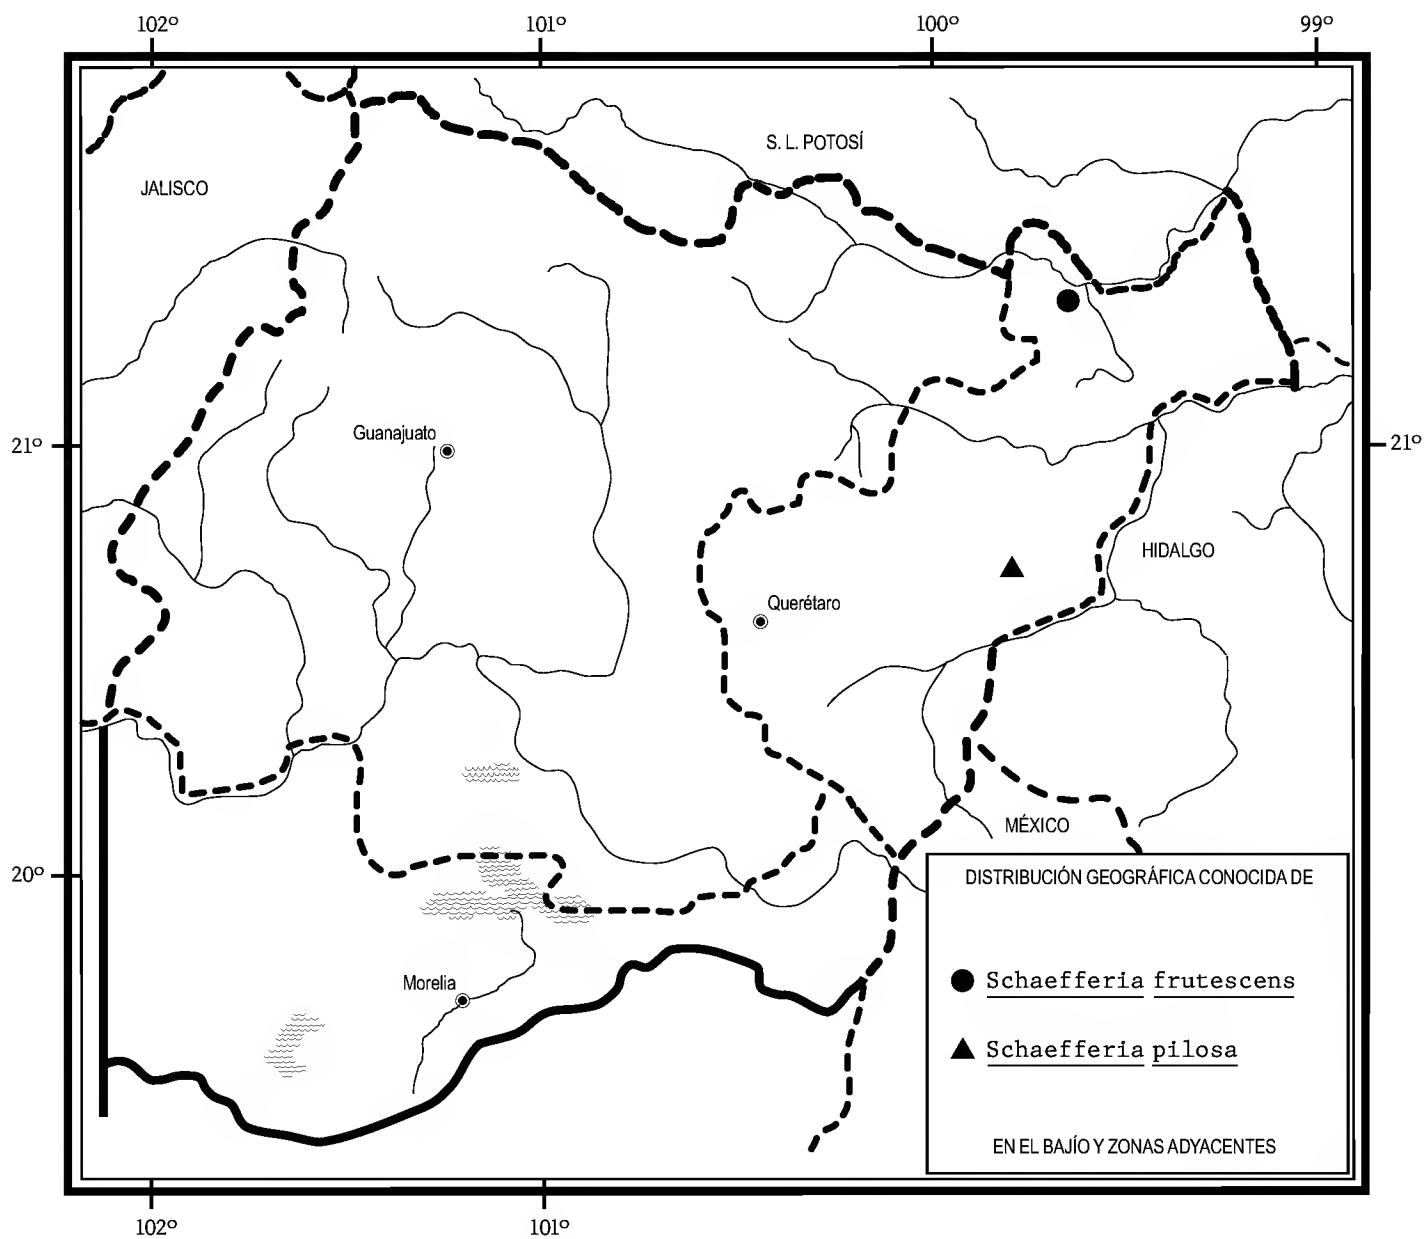 102º 101º 100º 99º
S. L. POTOSÍ
JALISCO
Guanajuato
21º 21º
HIDALGO
Querétaro
MÉXICO
20º
DISTRIBUCIÓN GEOGRÁFICA CONOCIDA DE
Morelia
Schaefferia frutescens
Schaefferia pilosa
EN EL BAJÍO Y ZONAS ADYACENTES
102º 101º